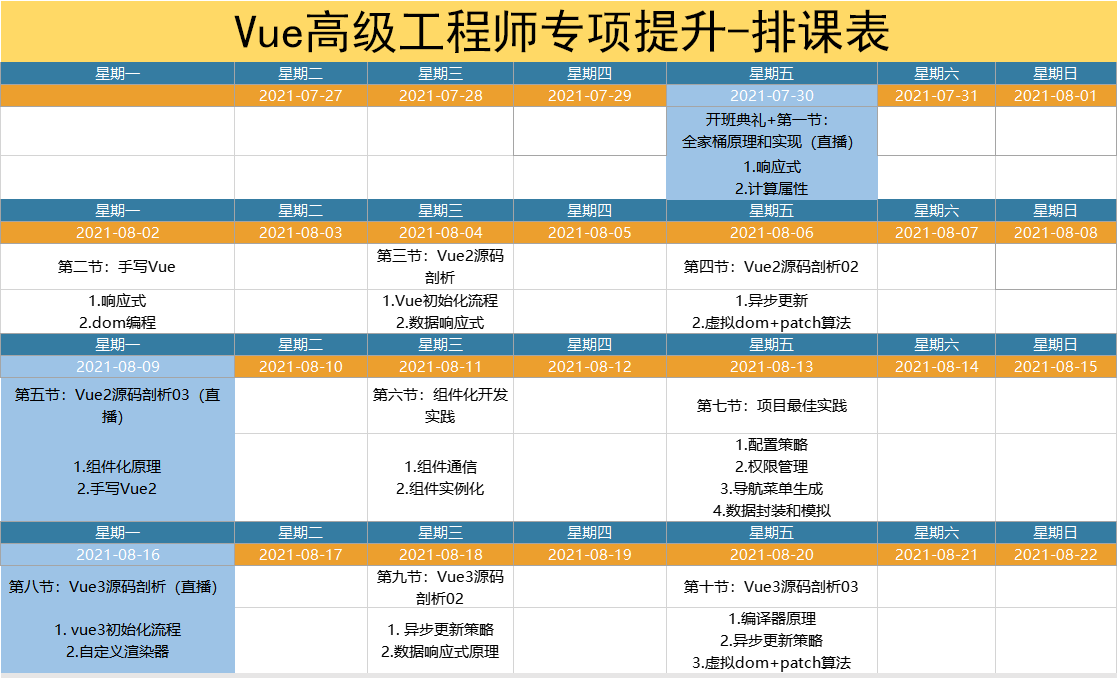 Vue高级工程师专项提升-排课表
星期一 星期二 星期三 星期四 星期五 星期六 星期日
2021-07-27 2021-07-28 2021-07-29 2021-07-30 2021-07-31 2021-08-01
开班典礼+第一节：
全家桶原理和实现（直播）
1.响应式
2.计算属性
星期一 星期二 星期三 星期四 星期五 星期六 星期日
2021-08-02 2021-08-03 2021-08-04 2021-08-05 2021-08-06 2021-08-07 2021-08-08
第二节：手写Vue
第三节：Vue2源码
剖析
第四节：Vue2源码剖析02
1.响应式
2.dom编程
1.Vue初始化流程
2.数据响应式
1.异步更新
2.虚拟dom+patch算法
星期一 星期二 星期三 星期四 星期五 星期六 星期日
2021-08-09 2021-08-10 2021-08-11 2021-08-12 2021-08-13 2021-08-14 2021-08-15
第五节：Vue2源码剖析03（直
播）
第六节：组件化开发
实践
第七节：项目最佳实践
1.组件化原理
2.手写Vue2
1.组件通信
2.组件实例化
1.配置策略
2.权限管理
3.导航菜单生成
4.数据封装和模拟
星期一 星期二 星期三 星期四 星期五 星期六 星期日
2021-08-16 2021-08-17 2021-08-18 2021-08-19 2021-08-20 2021-08-21 2021-08-22
第八节：Vue3源码剖析（直播）
第九节：Vue3源码
剖析02
第十节：Vue3源码剖析03
1. vue3初始化流程
2.自定义渲染器
1. 异步更新策略
2.数据响应式原理
1.编译器原理
2.异步更新策略
3.虚拟dom+patch算法